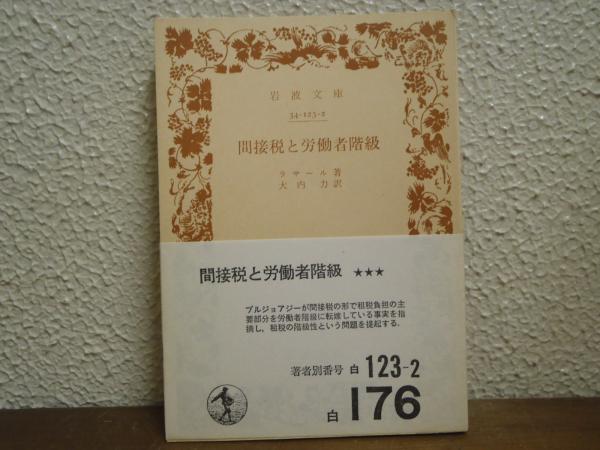 岩波文庫
34-123-2
間接税と労働者階級
ラサール著
大内力訳
間接税と労働者階級 ★★★
ブルジョアジーが間接税の形で租税負担の主
要部分を労働者階級に転嫁している事実を指
摘し，租税の階級性という問題を提起する．
著者別番号 白 123-2
白 176